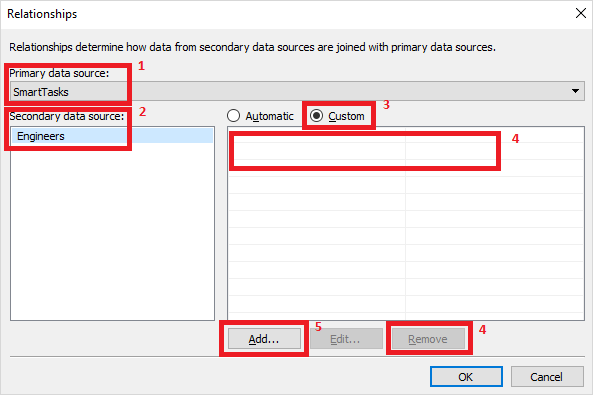 Relationships
Relationships determine how data from secondary data sources are joined with primary data sources.
Primary data source: 1
SmartTasks
Secondary data source: 2
Automatic Custom 3
Engineers
4
Add... 5 Edit... Remove 4
OK Cancel